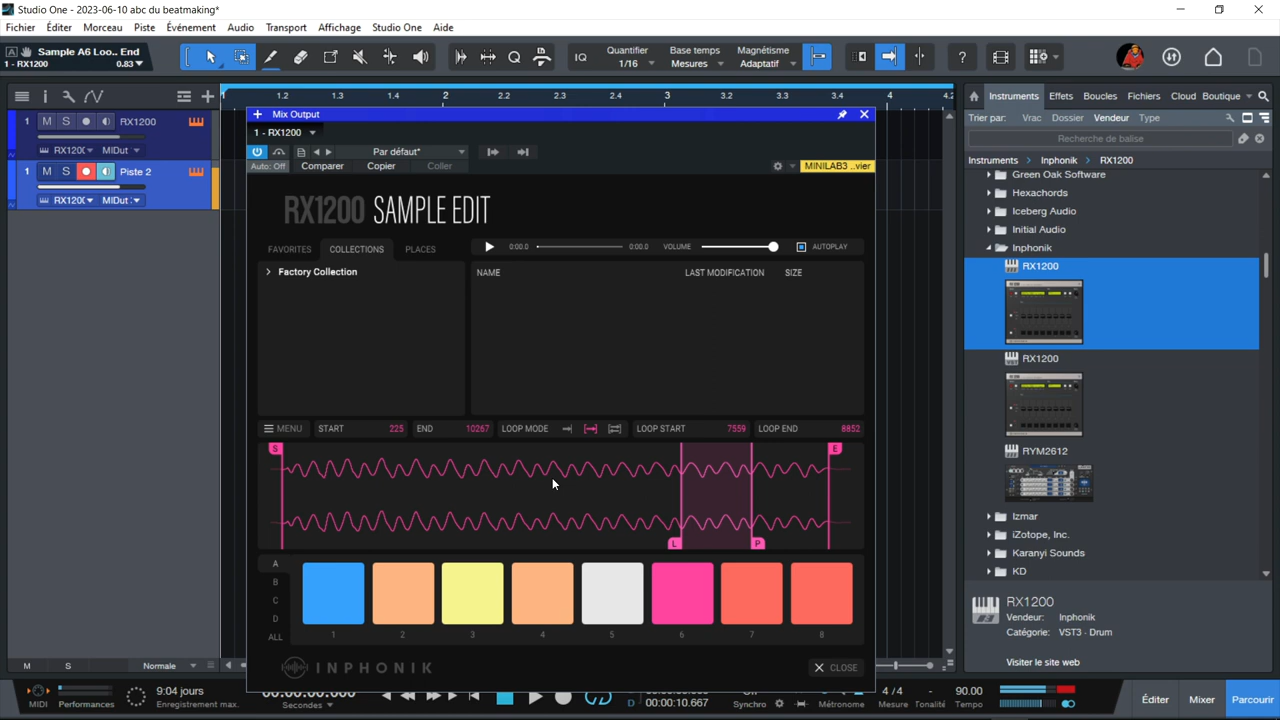 Studio One - 2023-06-10 abc du beatmaking*
Fichier Éditer Morceau Piste Événement Audio Transport Affichage Studio One Aide
Sample A6 Loo.. End
1 - RX1200 0.83
IQ Quantifier 1/16 Base temps Mesures Magnétisme Adaptatif ?
1.2 1.3 1.4 2 2.2 2.3 2.4 3 3.2 3.3 3.4 4 4.2
Instruments Effets Boucles Fichiers Cloud Boutique
Trier par: Vrac Dossier Vendeur Type
Recherche de balise
Instruments Inphonik RX1200
1 M S RX1200
MIDut
1 M S Piste 2
MIDut
Mix Output
1 - RX1200
Par défaut*
Auto: Off Comparer Copier Coller MINILAB3 ..vier
RX1200 SAMPLE EDIT
FAVORITES COLLECTIONS PLACES 0:00.0 0:00.0 VOLUME AUTOPLAY
Factory Collection
NAME LAST MODIFICATION SIZE
MENU START 225 END 10267 LOOP MODE LOOP START 7559 LOOP END 8852
S E
L P
A
B
C
D
ALL
1 2 3 4 5 6 7 8
INPHONIK CLOSE
Green Oak Software
Hexachords
Iceberg Audio
Initial Audio
Inphonik
RX1200
RX1200
RYM2612
Izmar
iZotope, Inc.
Karanyi Sounds
KD
RX1200
Vendeur: Inphonik
Catégorie: VST3 - Drum
Visiter le site web
M S Normale
MIDI Performances
9:04 jours
Enregistrement max.
Secondes
00:00:10.667
Synchro Métronome
4 / 4
Mesure
-
Tonalité
90.00
Tempo
Éditer Mixer Parcourir